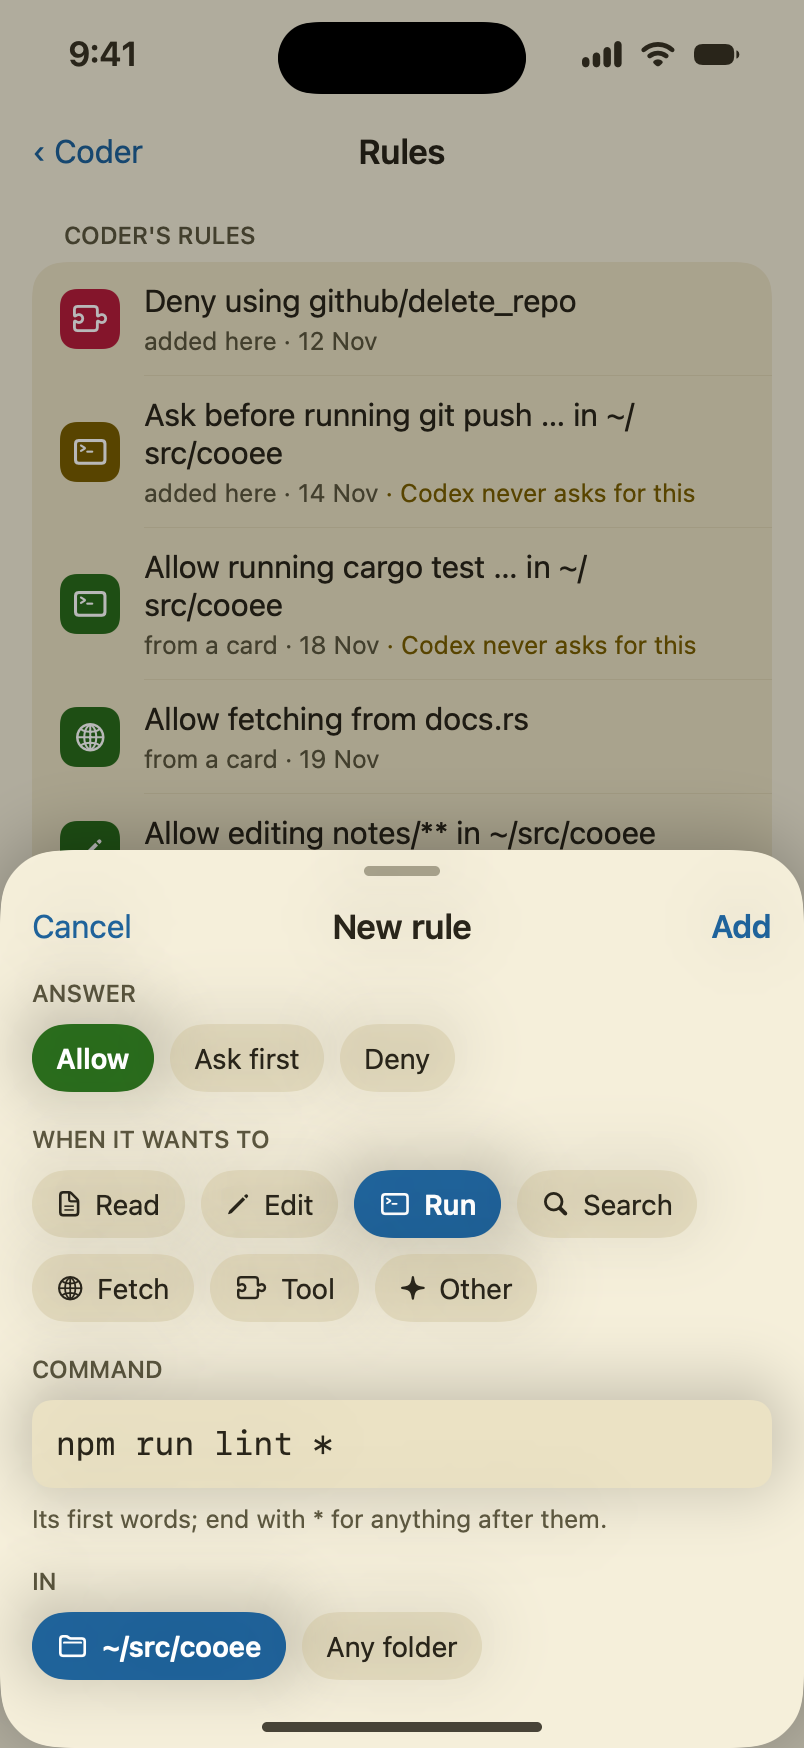 9:41
‹ Coder
Rules
CODER'S RULES
Deny using github/delete_repo
added here · 12 Nov
Ask before running git push ... in ~/
src/cooee
added here · 14 Nov · Codex never asks for this
Allow running cargo test ... in ~/
src/cooee
from a card · 18 Nov · Codex never asks for this
Allow fetching from docs.rs
from a card · 19 Nov
Allow editing notes/** in ~/src/cooee
Cancel
New rule
Add
ANSWER
Allow
Ask first
Deny
WHEN IT WANTS TO
Read
Edit
Run
Search
Fetch
Tool
Other
COMMAND
npm run lint *
Its first words; end with * for anything after them.
IN
~/src/cooee
Any folder